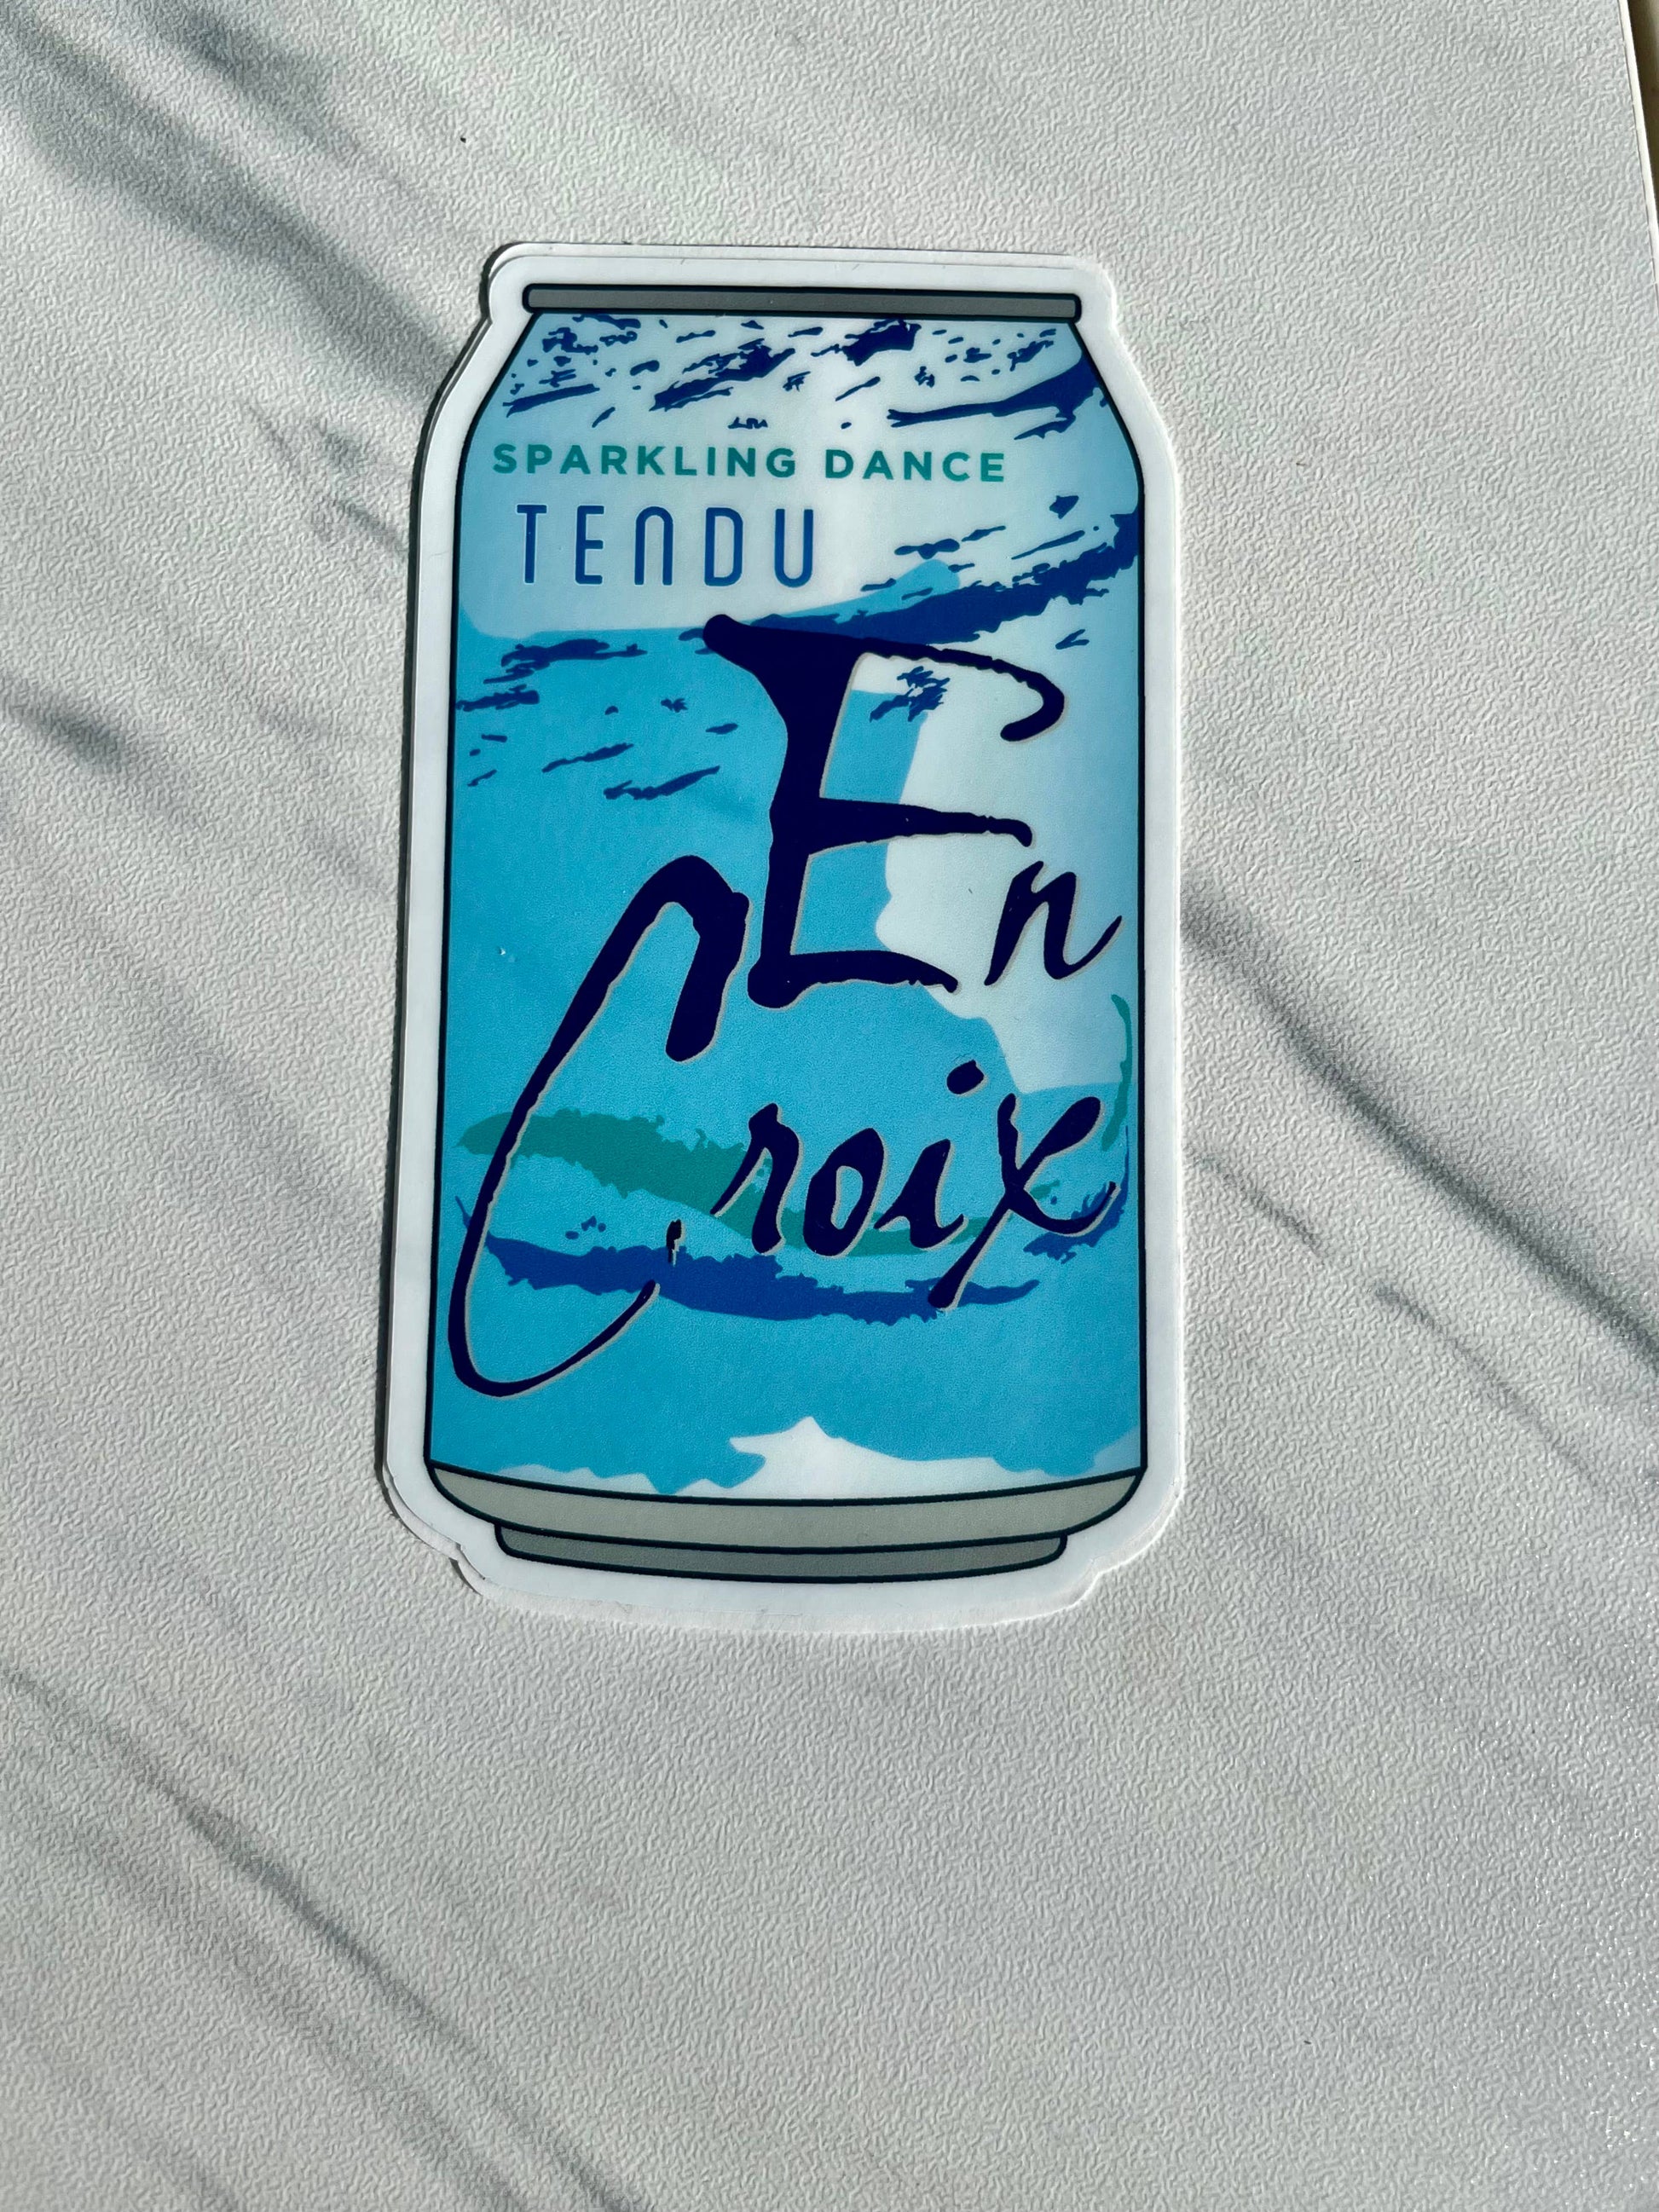 SPARKLING DANCE
TENDU
En
Croix